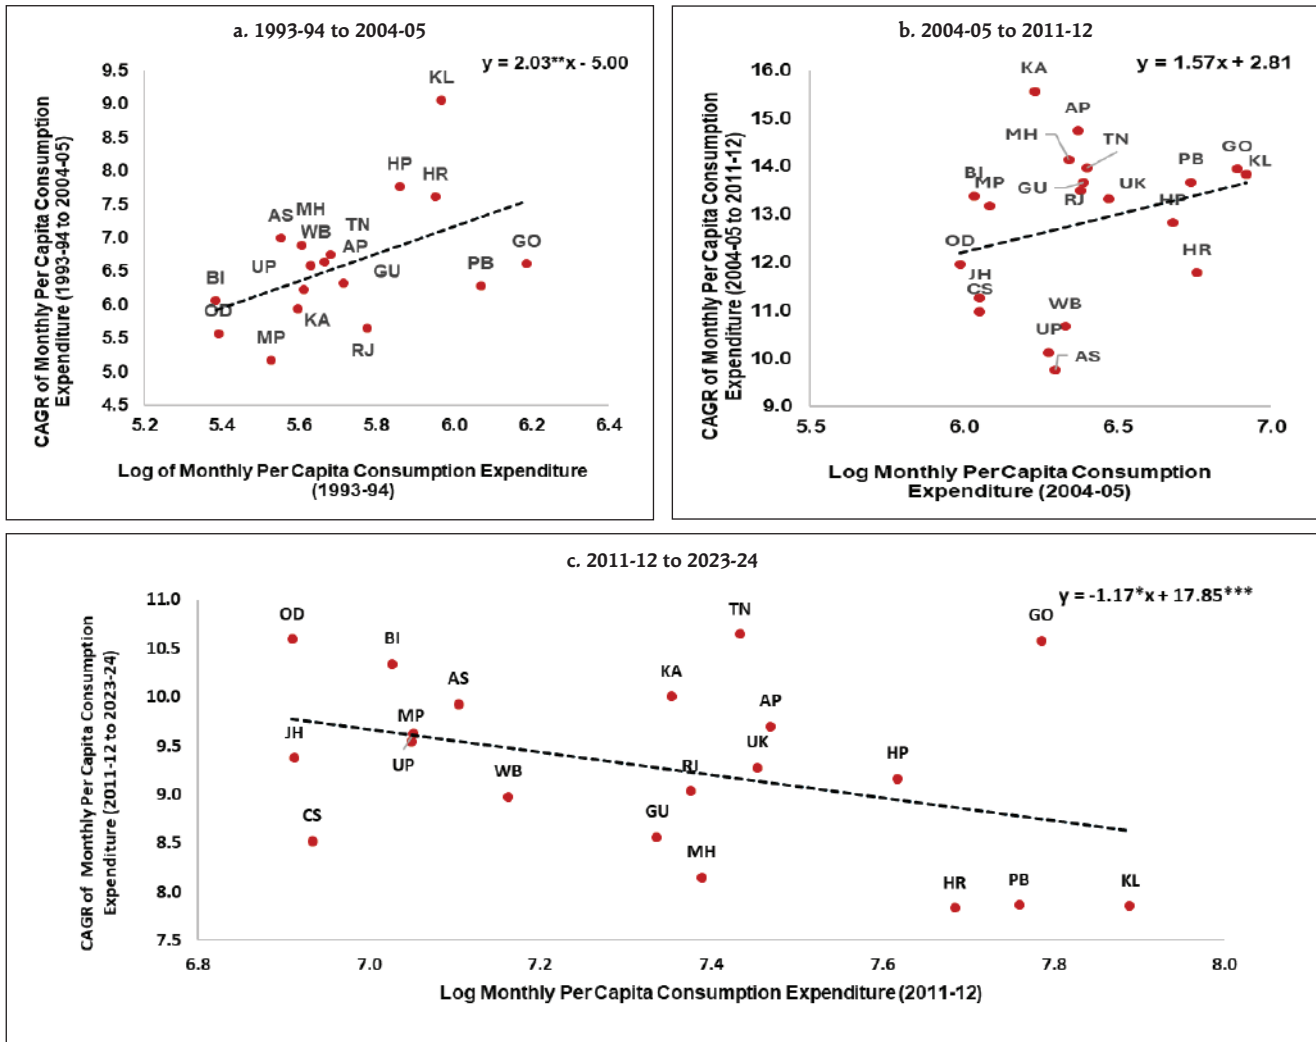 a. 1993-94 to 2004-05
y = 2.03**x - 5.00
CAGR of Monthly Per Capita Consumption
Expenditure (1993-94 to 2004-05)
9.5
9.0
8.5
8.0
7.5
7.0
6.5
6.0
5.5
5.0
4.5
KL
HP
HR
AS
MH
WB
TN
AP
UP
GU
GO
PB
BI
OD
KA
MP
RJ
5.2
5.4
5.6
5.8
6.0
6.2
6.4
Log of Monthly Per Capita Consumption Expenditure
(1993-94)
b. 2004-05 to 2011-12
y = 1.57x + 2.81
CAGR of Monthly Per Capita Consumption
Expenditure (2004-05 to 2011-12)
16.0
15.0
14.0
13.0
12.0
11.0
10.0
9.0
KA
AP
MH
TN
GO
KL
PB
BI
MP
GU
UK
RJ
HP
OD
HR
JH
CS
WB
UP
AS
5.5
6.0
6.5
7.0
Log Monthly Per Capita Consumption
Expenditure (2004-05)
c. 2011-12 to 2023-24
y = -1.17*x + 17.85***
CAGR of Monthly Per Capita Consumption
Expenditure (2011-12 to 2023-24)
11.0
10.5
10.0
9.5
9.0
8.5
8.0
7.5
OD
BI
AS
TN
GO
KA
AP
MP
JH
UP
UK
HP
WB
RJ
CS
GU
MH
HR
PB
KL
6.8
7.0
7.2
7.4
7.6
7.8
8.0
Log Monthly Per Capita Consumption Expenditure (2011-12)